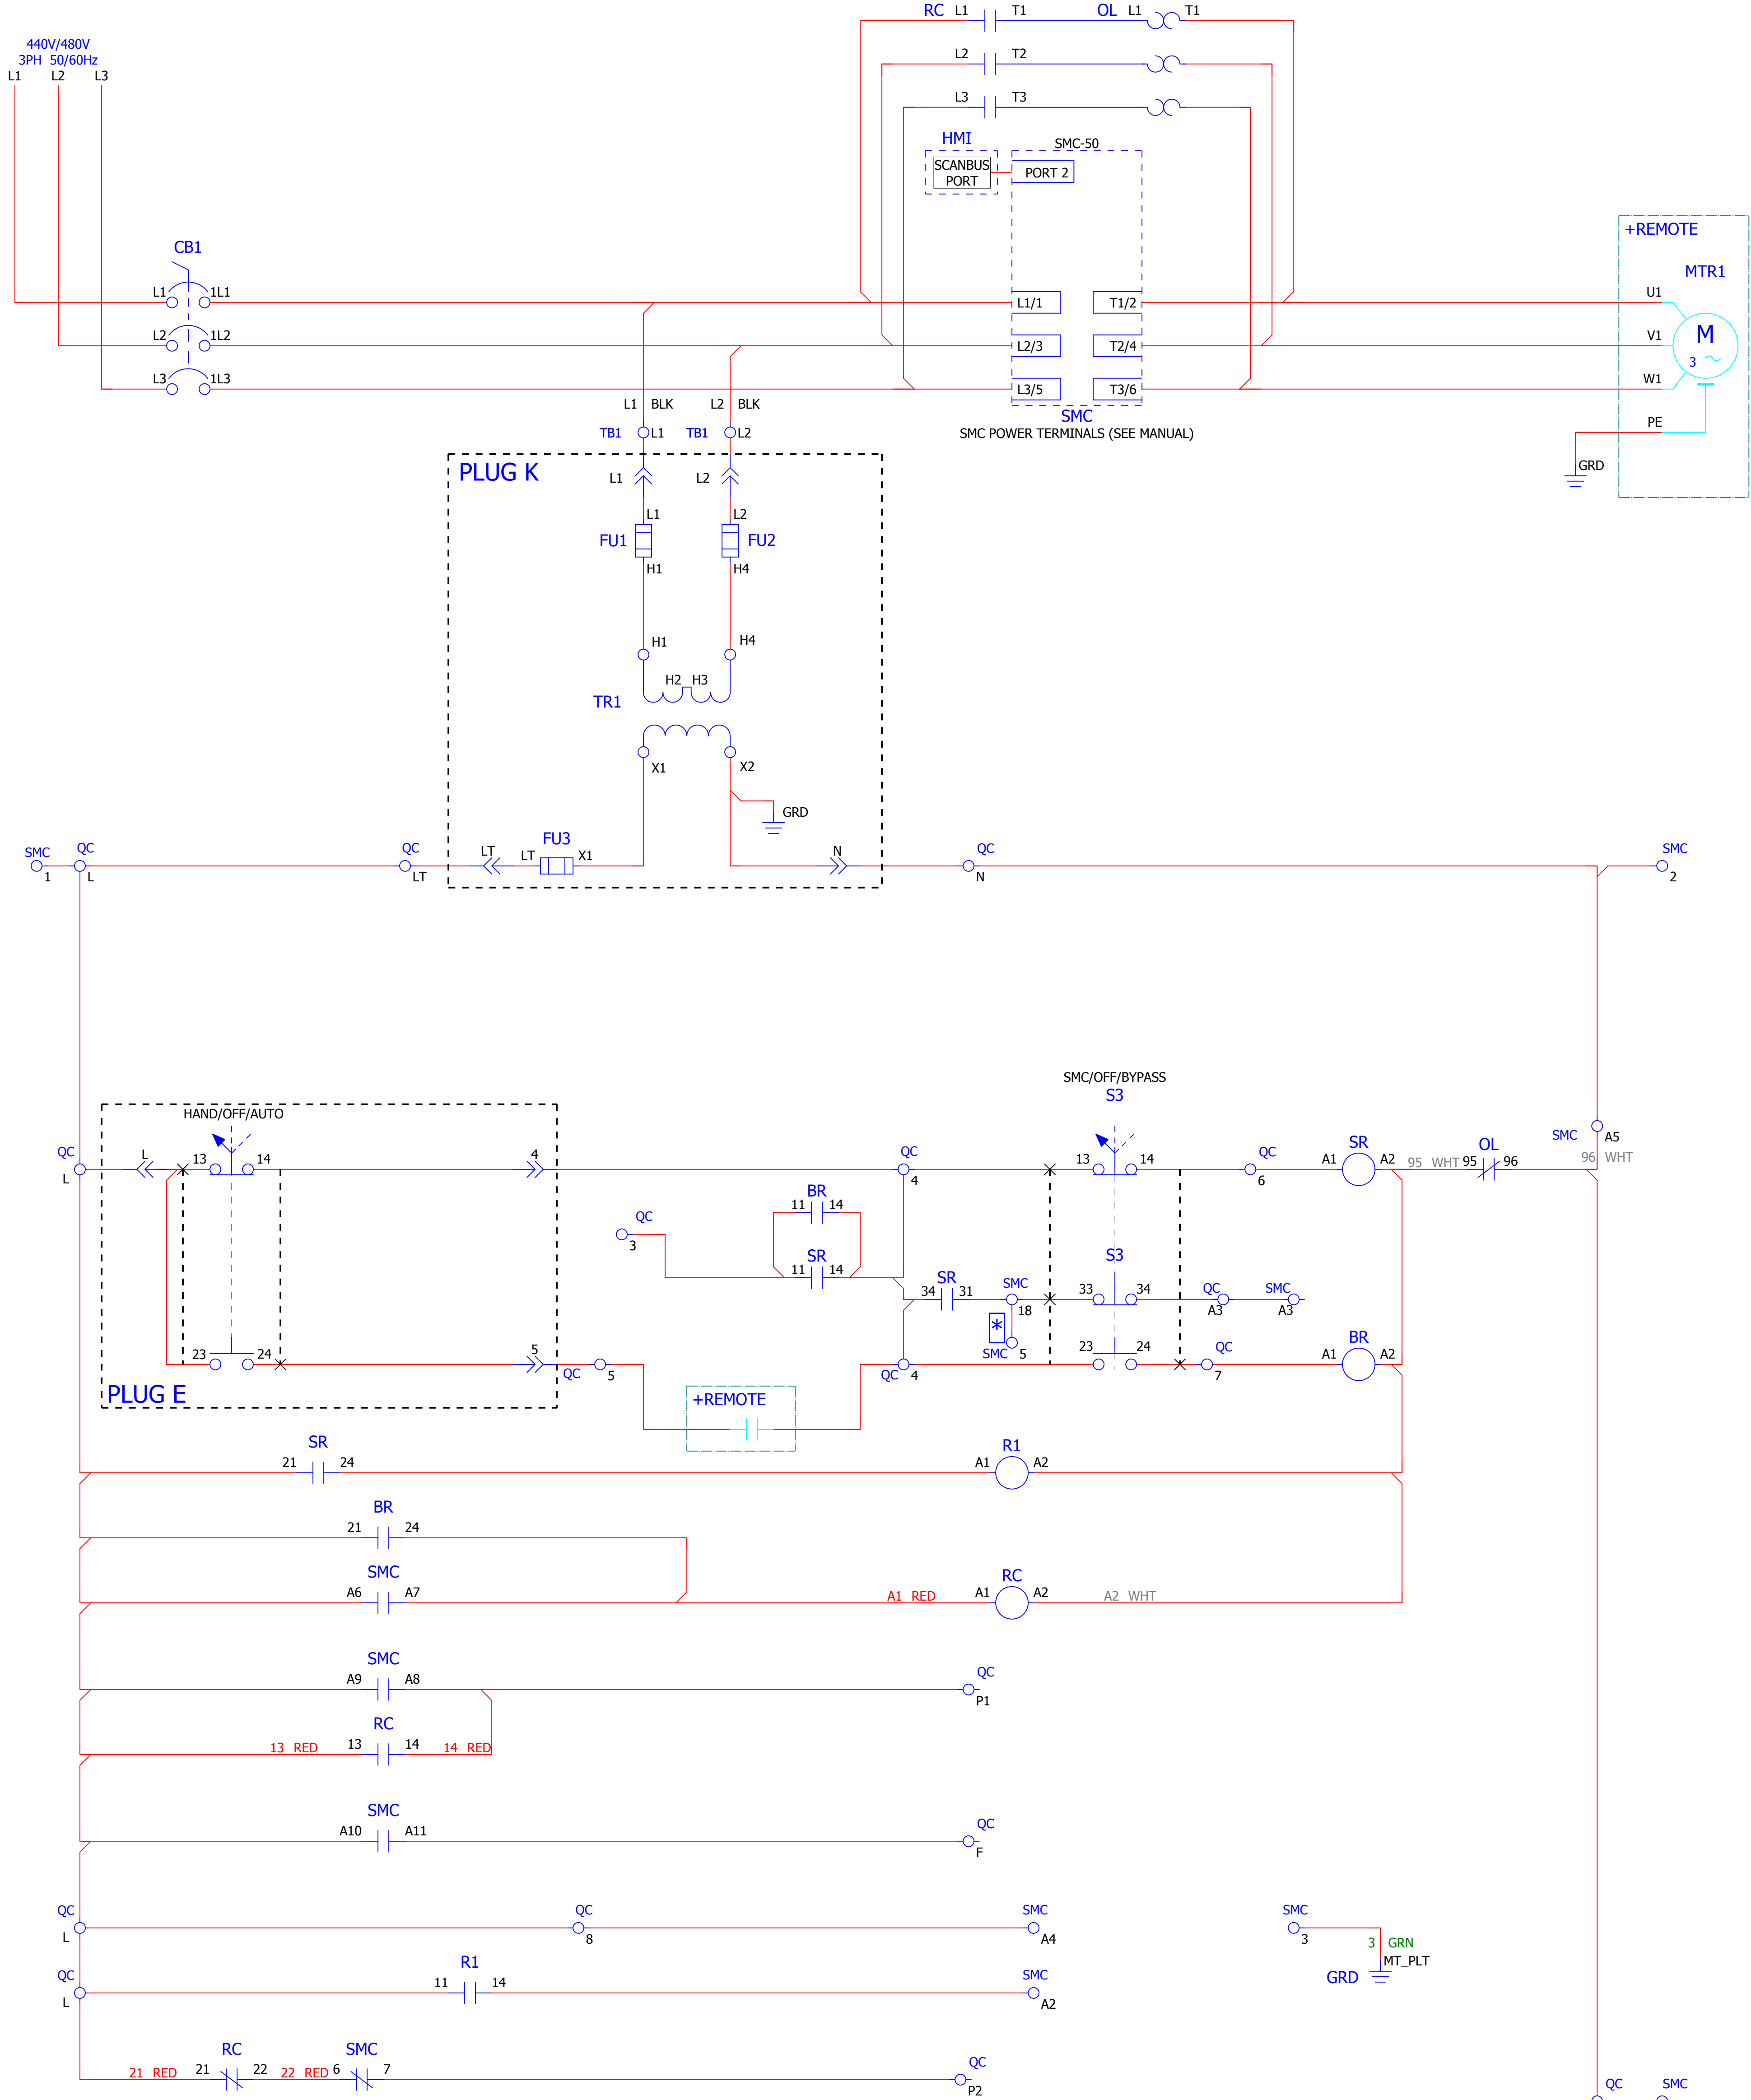 RC L1 T1 OL L1 T1
440V/480V
3PH 50/60Hz
L1 L2 L3
L2 T2
L3 T3
HMI
SMC-50
SCANBUS
PORT
PORT 2
+REMOTE
MTR1
CB1
L1 1L1
L1/1 T1/2
U1
L2 1L2
L2/3 T2/4
V1
M
3
L3 1L3
L3/5 T3/6
W1
L1 BLK L2 BLK
SMC
PE
TB1 L1 TB1 L2
SMC POWER TERMINALS (SEE MANUAL)
GRD
PLUG K
L1 L2
L1 L2
FU1 FU2
H1 H4
H1 H4
H2 H3
TR1
X1 X2
GRD
FU3
SMC QC QC LT LT X1 N QC SMC
1 L LT N 2
SMC/OFF/BYPASS
S3
HAND/OFF/AUTO
SMC A5
QC L 13 14 4 QC 13 14 QC SR OL
A1 A2 95 WHT 95 96 96 WHT
L 4 6
BR
11 14
QC
3
SR
11 14
S3
SR
34 31 SMC 33 34 QC SMC
18 A3 A3
*
SMC 5
23 24 5 QC 5 QC 4 23 24 QC 7 BR A1 A2
PLUG E
+REMOTE
SR
21 24
R1
A1 A2
BR
21 24
SMC
A6 A7
A1 RED
RC
A1 A2
A2 WHT
SMC
A9 A8
QC
P1
RC
13 RED 13 14 14 RED
SMC
A10 A11
QC
F
QC QC SMC SMC
L 8 A4 3
3 GRN
MT_PLT
GRD
QC R1 SMC
L 11 14 A2
RC SMC
21 RED 21 22 22 RED 6 7
QC
P2
QC SMC